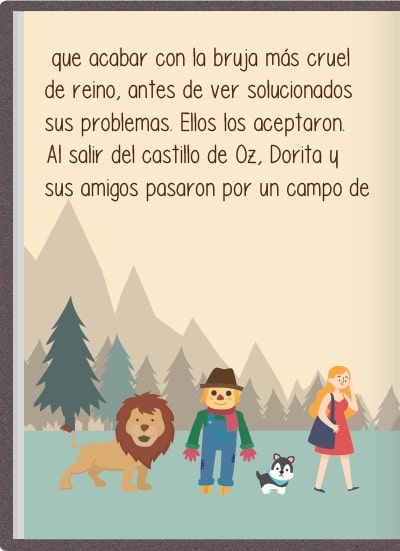 que acabar con la bruja más cruel
de reino, antes de ver solucionados
sus problemas. Ellos los aceptaron.
Al salir del castillo de Oz, Dorita y
sus amigos pasaron por un campo de